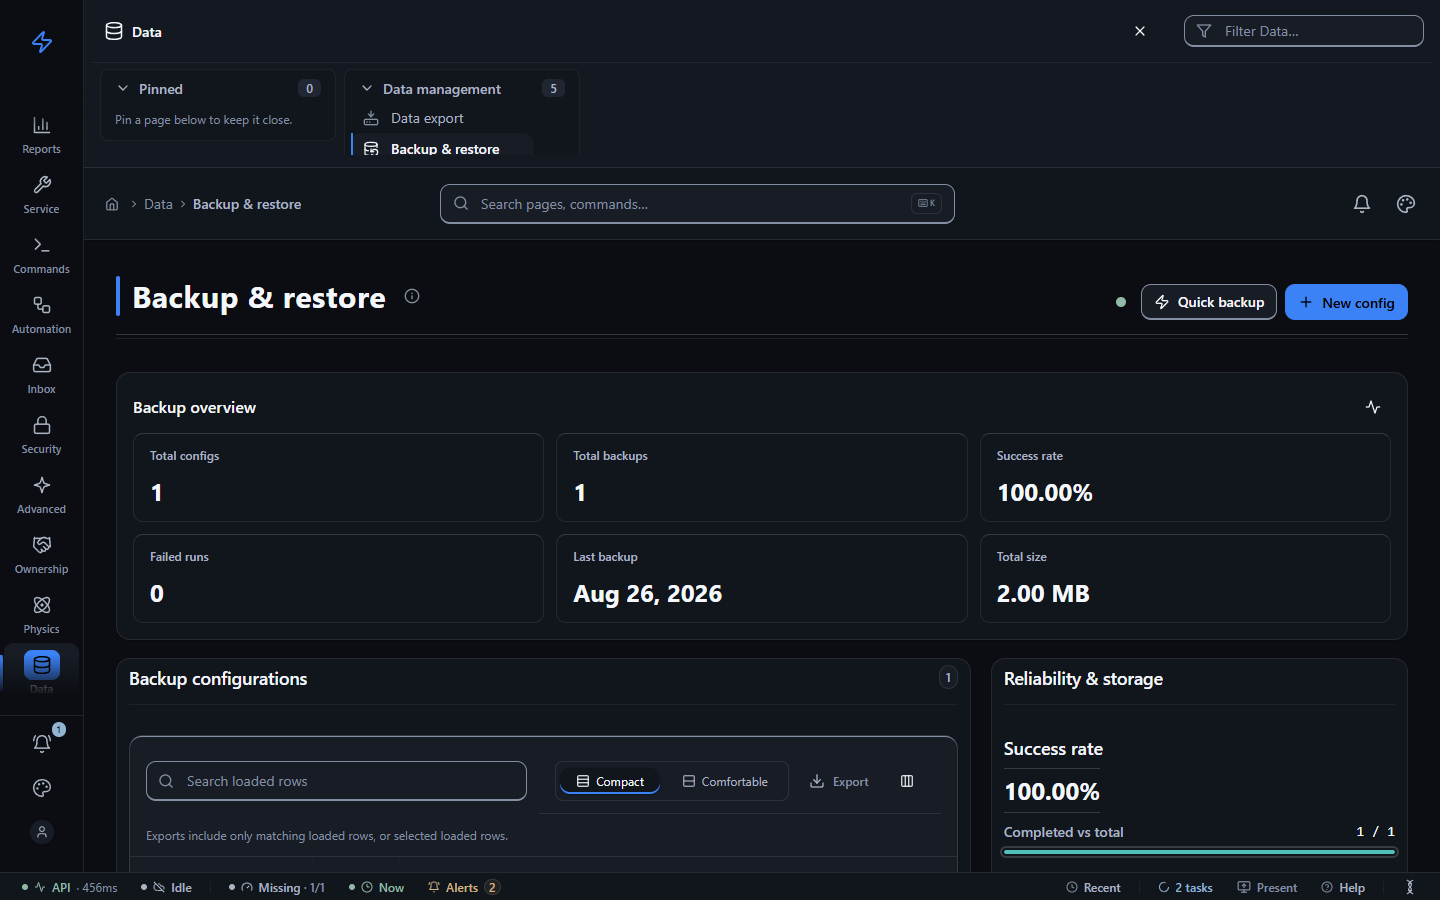 Data
Filter Data...
Pinned
0
Pin a page below to keep it close.
Data management
5
Data export
Backup & restore
Reports
Service
Commands
Automation
Inbox
Security
Advanced
Ownership
Physics
Data
1
Data
Backup & restore
Search pages, commands...
K
Backup & restore
Quick backup
New config
Backup overview
Total configs
1
Total backups
1
Success rate
100.00%
Failed runs
0
Last backup
Aug 26, 2026
Total size
2.00 MB
Backup configurations
1
Search loaded rows
Compact
Comfortable
Export
Exports include only matching loaded rows, or selected loaded rows.
Reliability & storage
Success rate
100.00%
Completed vs total
1 / 1
API · 456ms
Idle
Missing · 1/1
Now
Alerts 2
Recent
2 tasks
Present
Help